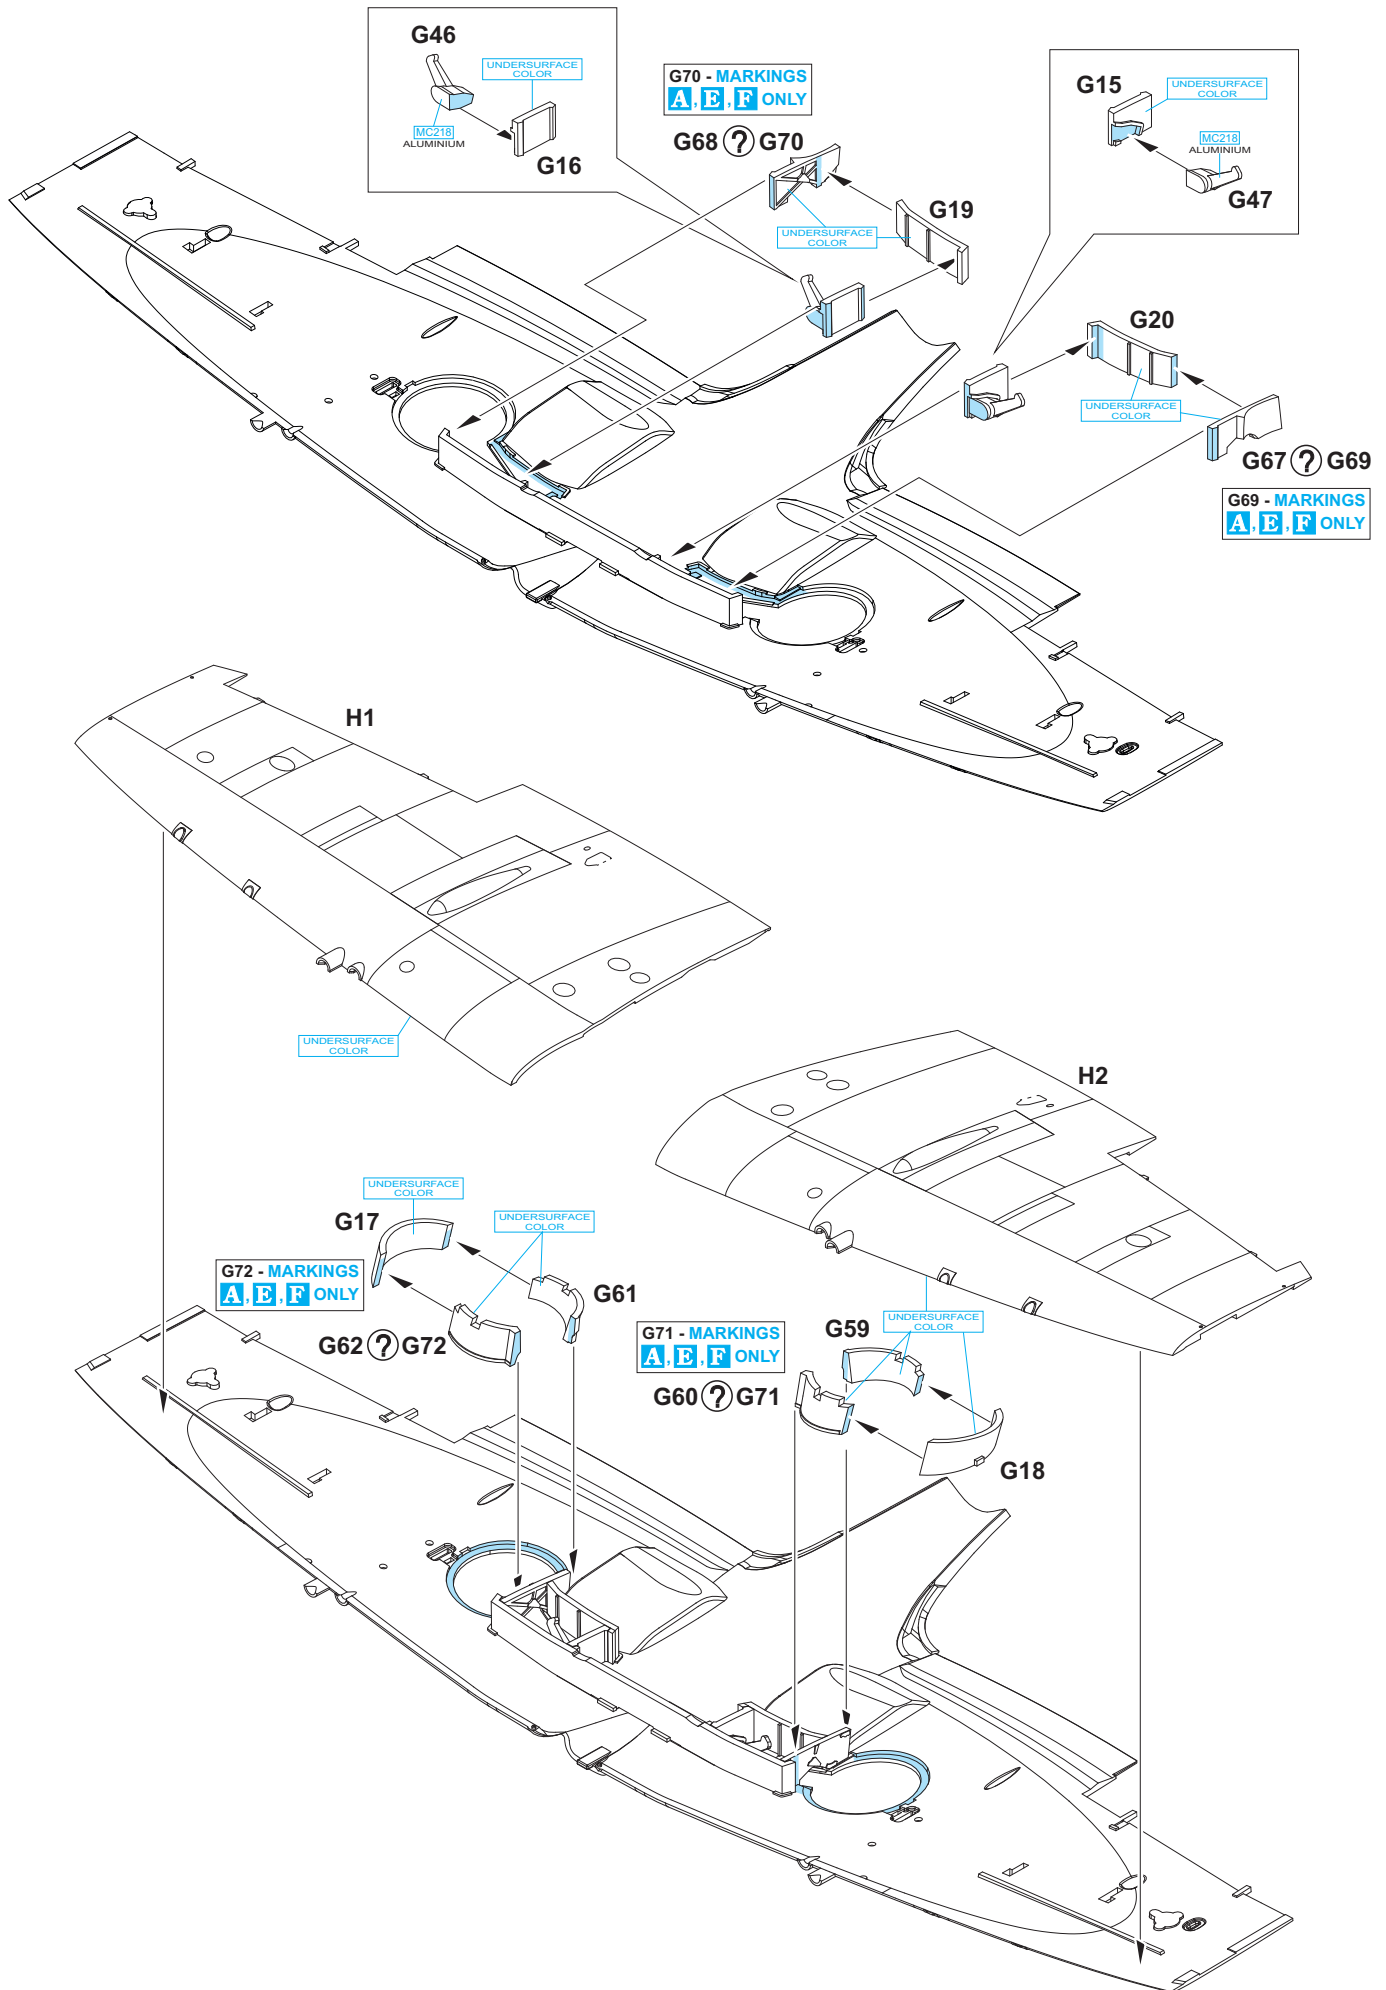 G46
UNDERSURFACE
COLOR
MC218
ALUMINIUM
G16
G70 - MARKINGS
A, E, F ONLY
G68 ? G70
G19
UNDERSURFACE
COLOR
G15
UNDERSURFACE
COLOR
MC218
ALUMINIUM
G47
G20
UNDERSURFACE
COLOR
G67 ? G69
G69 - MARKINGS
A, E, F ONLY
H1
UNDERSURFACE
COLOR
H2
UNDERSURFACE
COLOR
G17
UNDERSURFACE
COLOR
G72 - MARKINGS
A, E, F ONLY
G61
G62 ? G72
G71 - MARKINGS
A, E, F ONLY
G59
UNDERSURFACE
COLOR
G60 ? G71
G18